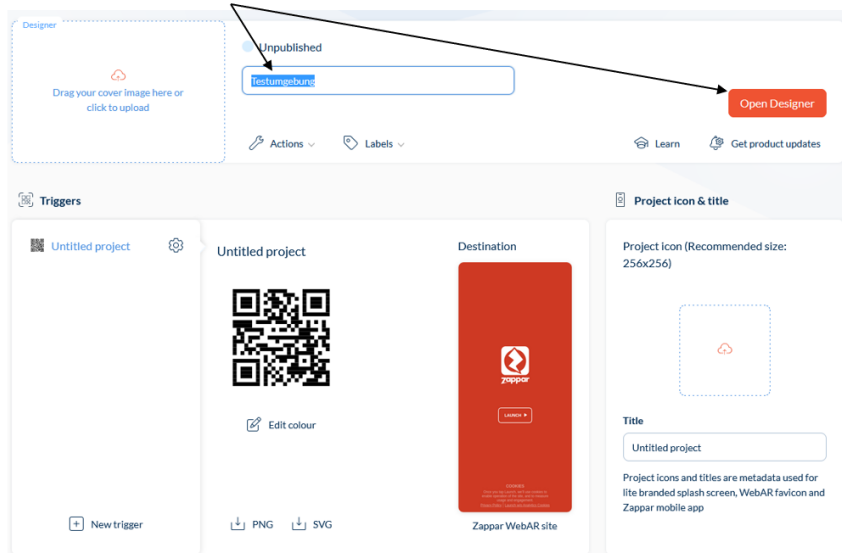 Designer
Unpublished
Drag your cover image here or
click to upload
Testumgebung
Open Designer
Actions
Labels
Learn
Get product updates
Triggers
Project icon & title
Untitled project
Untitled project
Destination
Project icon (Recommended size:
256x256)
zappar
LAUNCH
Edit colour
Title
Untitled project
Project icons and titles are metadata used for
lite branded splash screen, WebAR favicon and
Zappar mobile app
COOKIES
New trigger
PNG
SVG
Zappar WebAR site